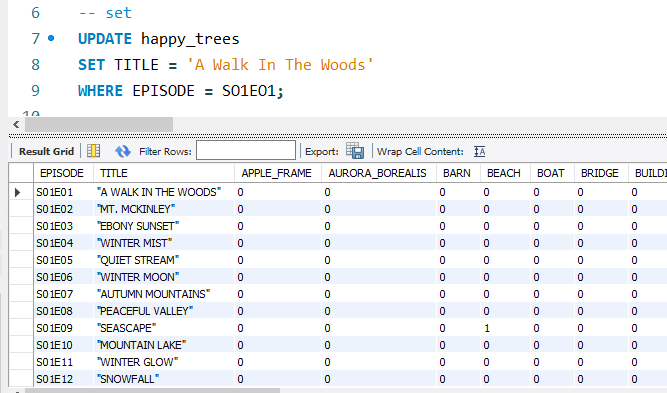 6 -- set
7 UPDATE happy_trees
8 SET TITLE = 'A Walk In The Woods'
9 WHERE EPISODE = SO1EO1;
10
Result Grid Filter Rows: Export: Wrap Cell Content:
EPISODE TITLE APPLE_FRAME AURORA_BOREALIS BARN BEACH BOAT BRIDGE BUILDI
S01E01 "A WALK IN THE WOODS" 0 0 0 0 0 0 0
S01E02 "MT. MCKINLEY" 0 0 0 0 0 0 0
S01E03 "EBONY SUNSET" 0 0 0 0 0 0 0
S01E04 "WINTER MIST" 0 0 0 0 0 0 0
S01E05 "QUIET STREAM" 0 0 0 0 0 0 0
S01E06 "WINTER MOON" 0 0 0 0 0 0 0
S01E07 "AUTUMN MOUNTAINS" 0 0 0 0 0 0 0
S01E08 "PEACEFUL VALLEY" 0 0 0 0 0 0 0
S01E09 "SEASCAPE" 0 0 0 1 0 0 0
S01E10 "MOUNTAIN LAKE" 0 0 0 0 0 0 0
S01E11 "WINTER GLOW" 0 0 0 0 0 0 0
S01E12 "SNOWFALL" 0 0 0 0 0 0 0